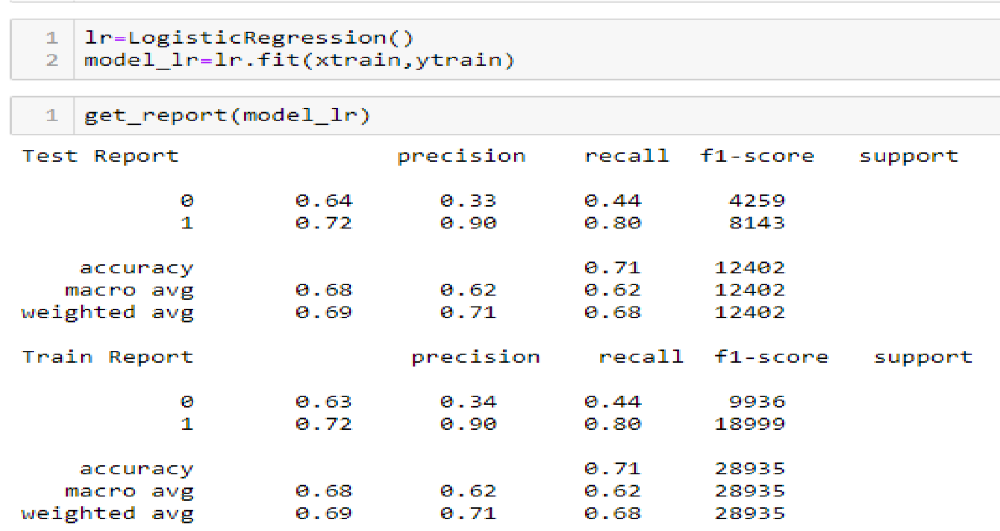 1 lr=LogisticRegression()
2 model_lr=lr.fit(xtrain,ytrain)
1 get_report(model_lr)
Test Report precision recall f1-score support
0 0.64 0.33 0.44 4259
1 0.72 0.90 0.80 8143
accuracy 0.71 12402
macro avg 0.68 0.62 0.62 12402
weighted avg 0.69 0.71 0.68 12402
Train Report precision recall f1-score support
0 0.63 0.34 0.44 9936
1 0.72 0.90 0.80 18999
accuracy 0.71 28935
macro avg 0.68 0.62 0.62 28935
weighted avg 0.69 0.71 0.68 28935